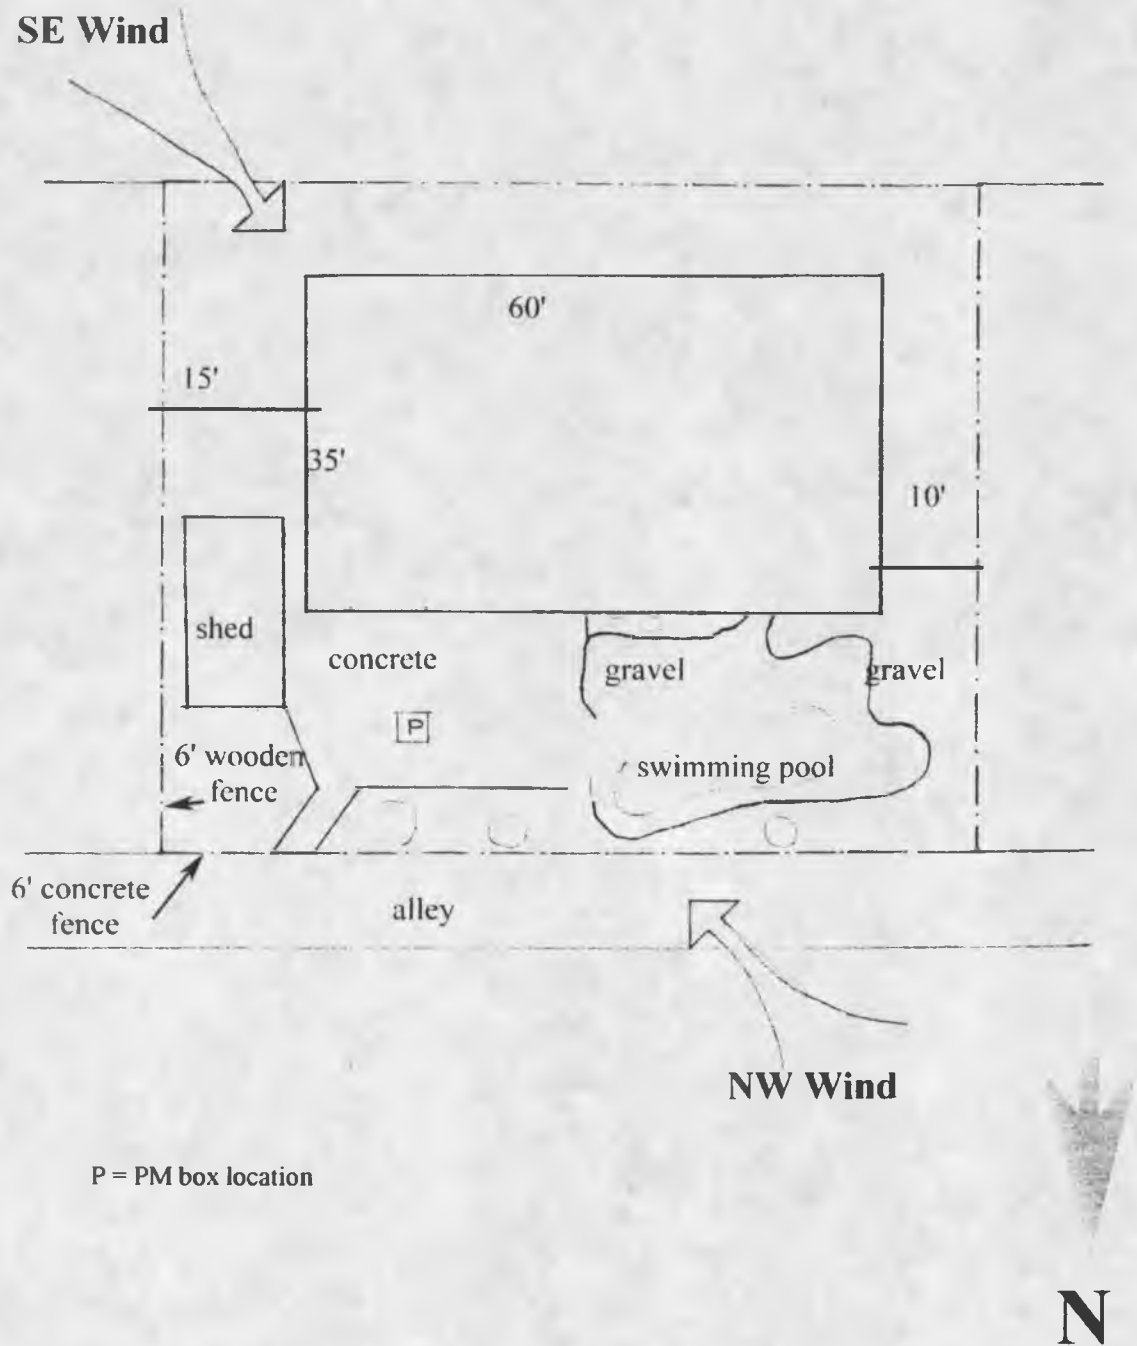 SE Wind
60'
15'
35'
10'
shed
concrete
gravel
gravel
P
6' wooden
fence
swimming pool
6' concrete
fence
alley
NW Wind
P = PM box location
N